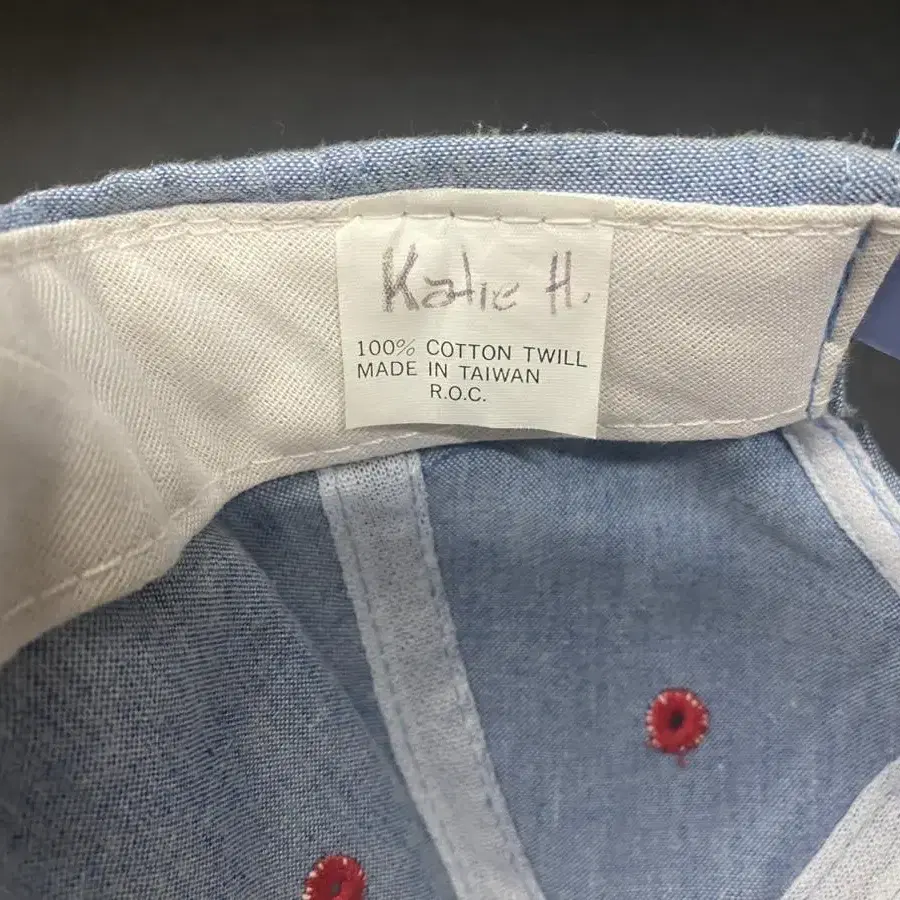 Katie H.
100% COTTON TWILL
MADE IN TAIWAN
R.O.C.